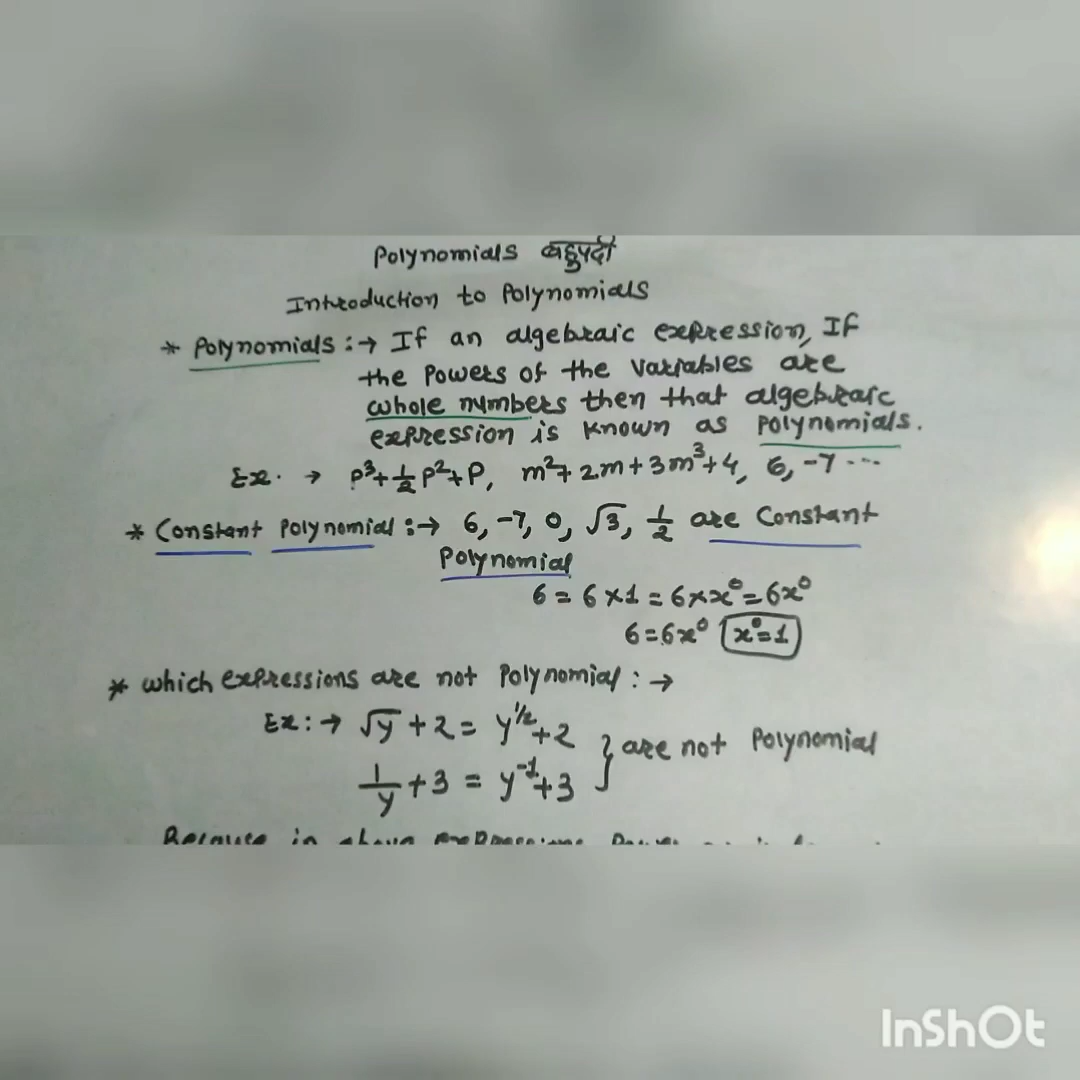 Polynomials बहुपदी
Introduction to Polynomials
* Polynomials :→ If an algebraic expression, If
the Powers of the variables are
whole numbers then that algebraic
expression is known as polynomials.
Ex. → P³+½P²+P, m²+2m+3m³+4, 6,-7...
* Constant Polynomial :→ 6,-7, 0, √3, ½ are Constant
Polynomial
6 = 6×1 = 6×x⁰ = 6x⁰
6=6x⁰ x⁰=1
* which expressions are not Polynomial : →
Ex: → √y +2 = y^1/2+2
1/y +3 = y⁻¹+3 } are not Polynomial
Because in above expressions
InShOt